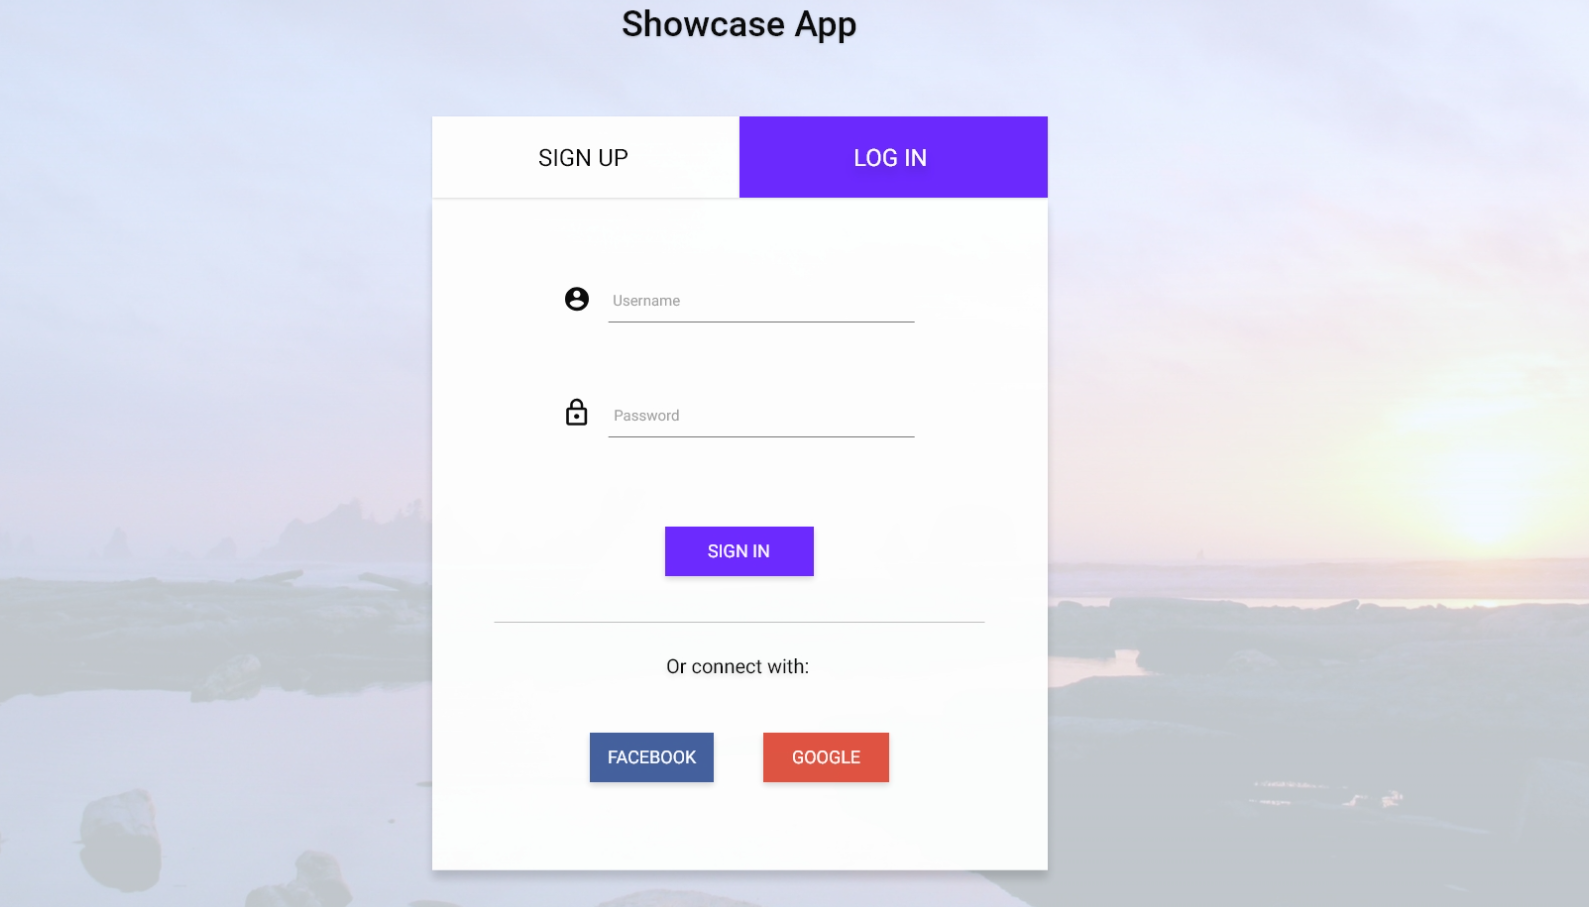 Showcase App
SIGN UP
LOG IN
Username
Password
SIGN IN
Or connect with:
FACEBOOK
GOOGLE